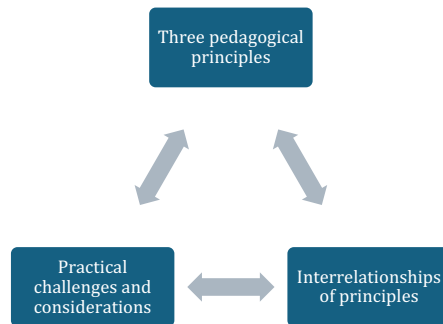 Three pedagogical
principles
Practical
challenges and
considerations
Interrelationships
of principles